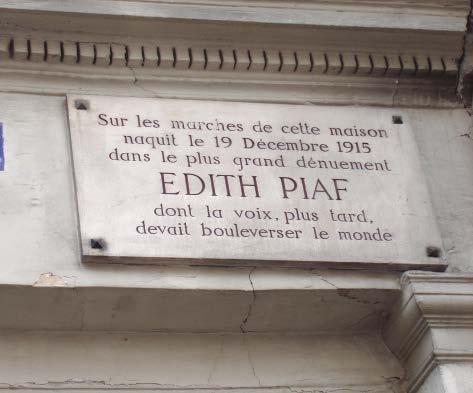 Sur les marches de cette maison
naquit le 19 Décembre 1915
dans le plus grand dénuement
EDITH PIAF
dont la voix, plus tard,
devait bouleverser le monde